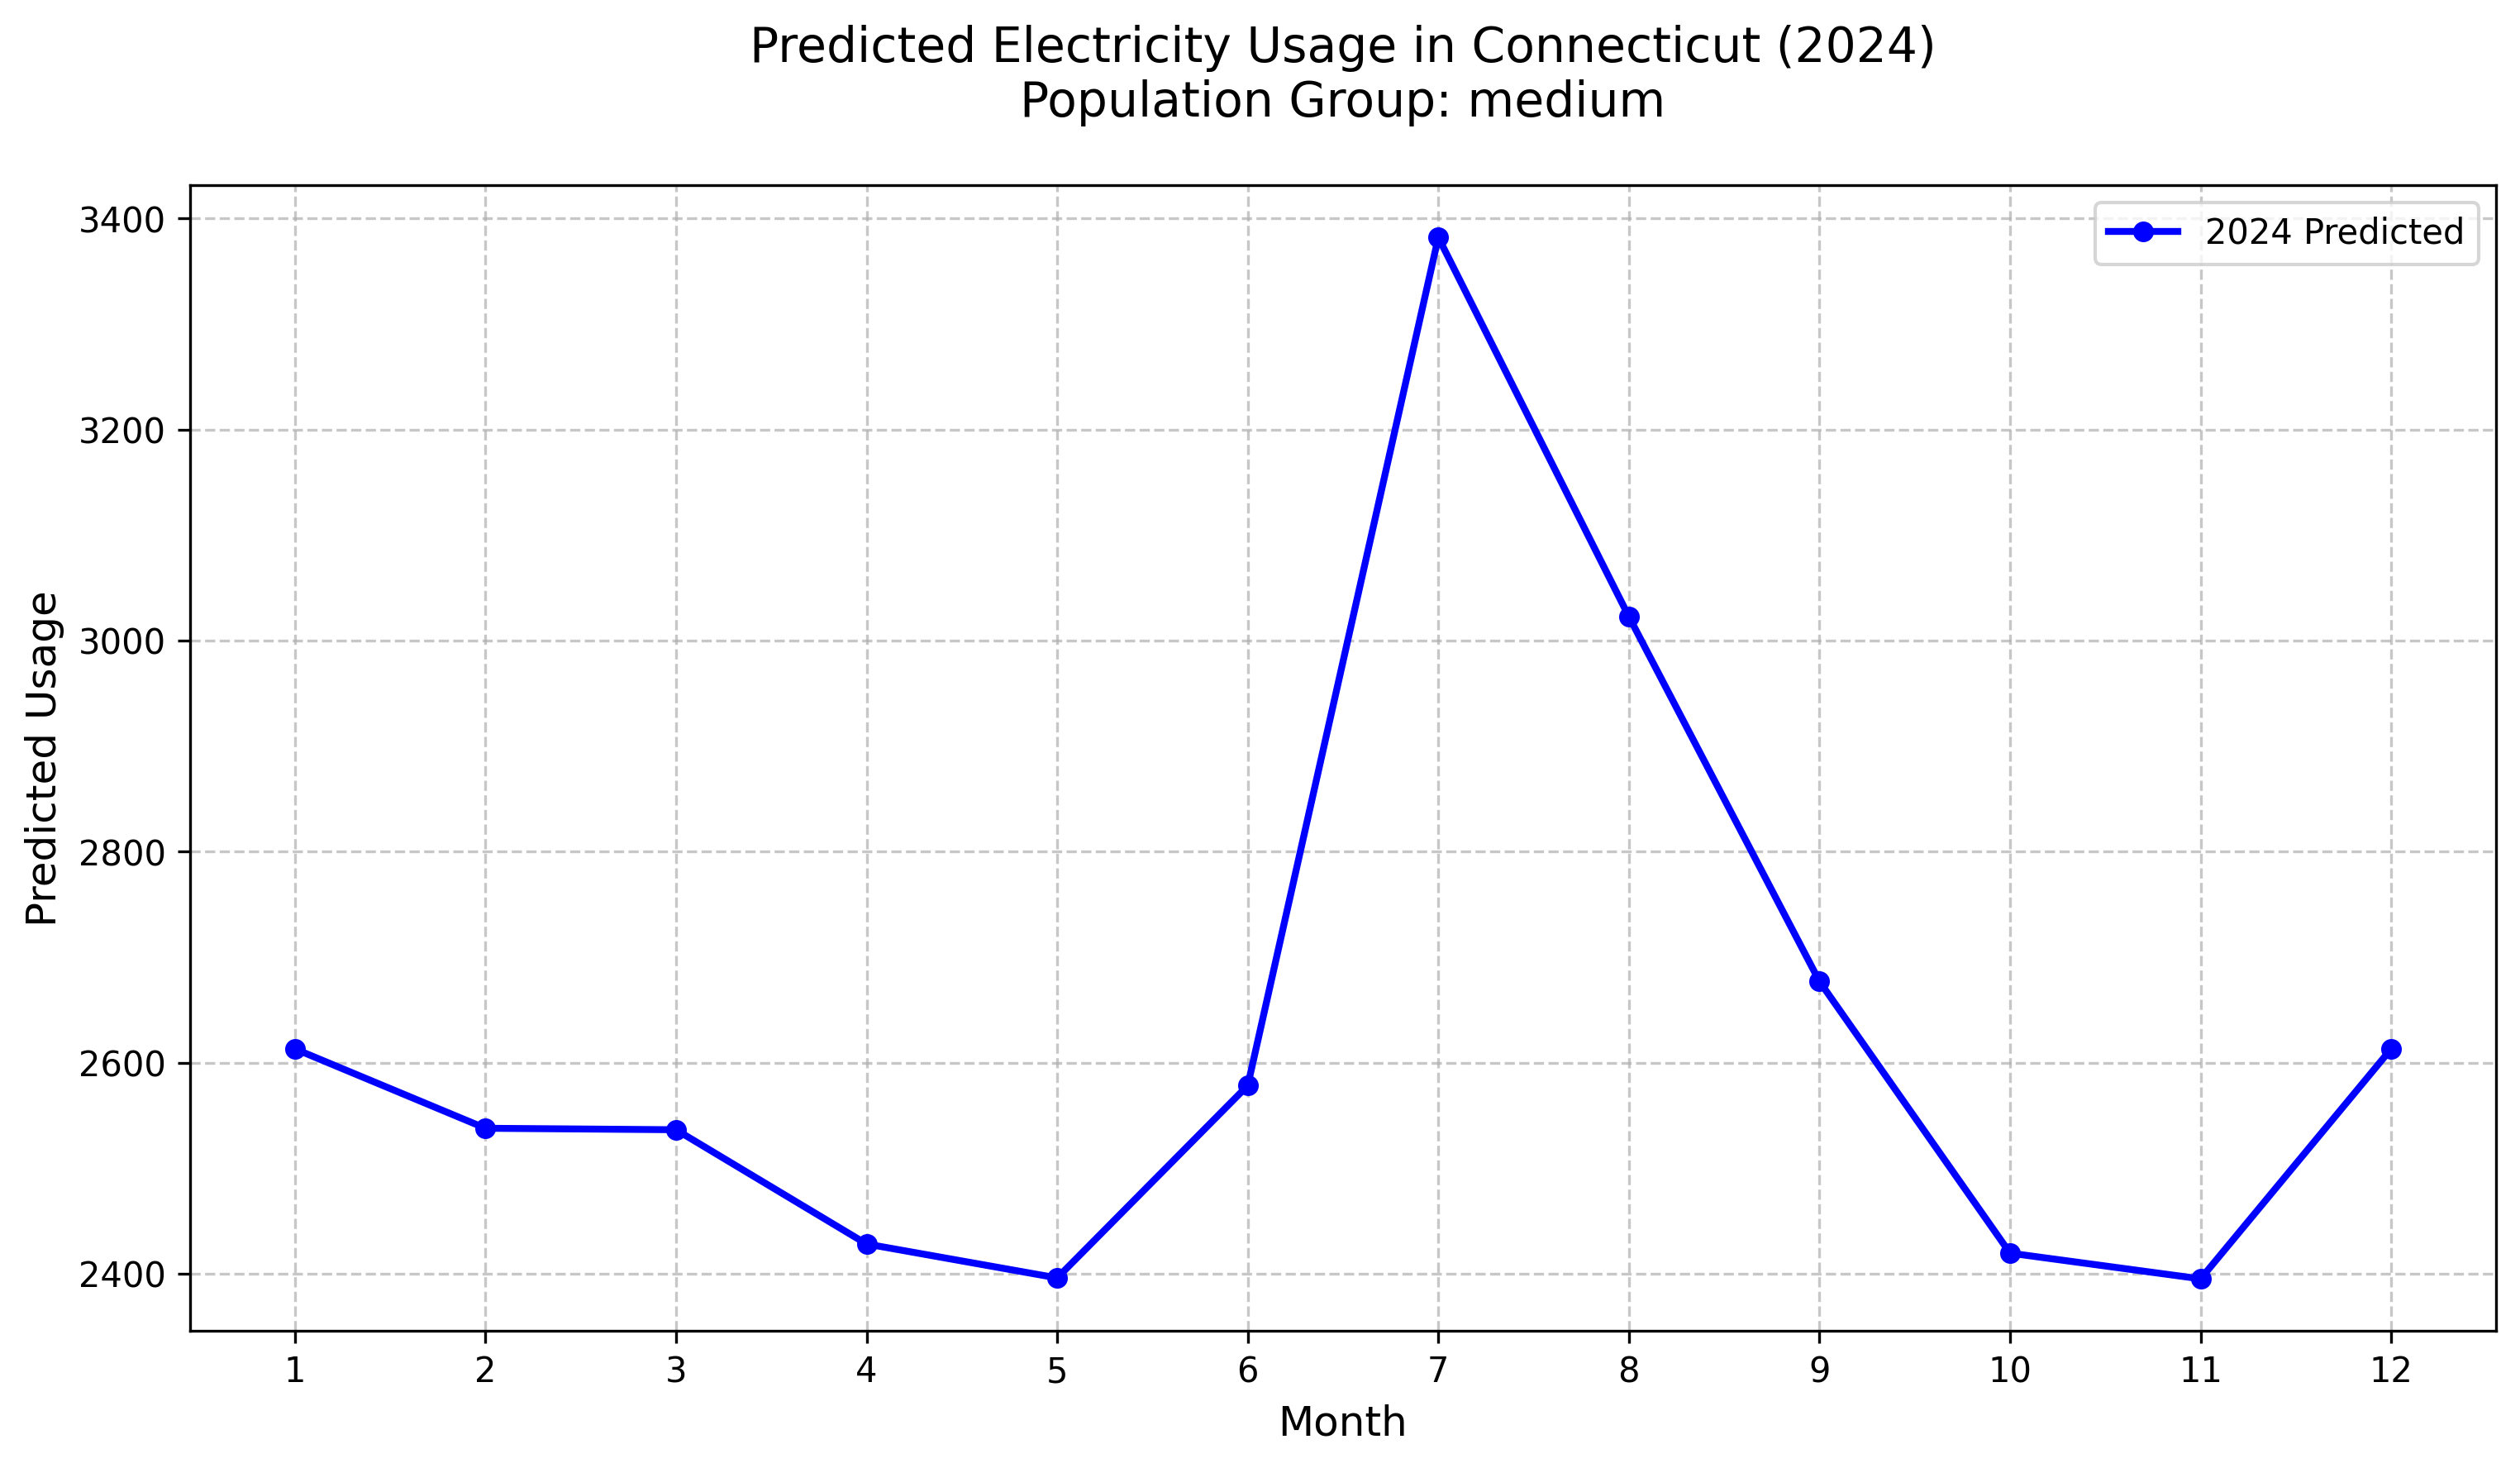 Predicted Electricity Usage in Connecticut (2024)
Population Group: medium
2024 Predicted
Predicted Usage
3400
3200
3000
2800
2600
2400
1 2 3 4 5 6 7 8 9 10 11 12
Month